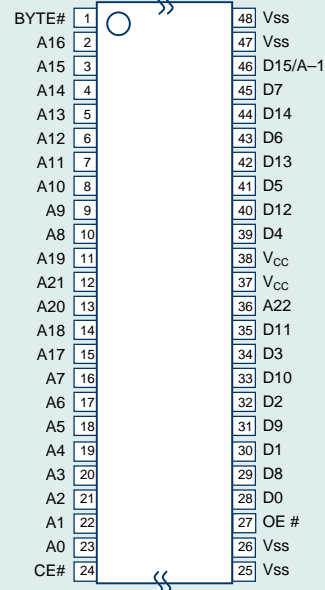 BYTE# 1 48 Vss
A16 2 47 Vss
A15 3 46 D15/A–1
A14 4 45 D7
A13 5 44 D14
A12 6 43 D6
A11 7 42 D13
A10 8 41 D5
A9 9 40 D12
A8 10 39 D4
A19 11 38 VCC
A21 12 37 VCC
A20 13 36 A22
A18 14 35 D11
A17 15 34 D3
A7 16 33 D10
A6 17 32 D2
A5 18 31 D9
A4 19 30 D1
A3 20 29 D8
A2 21 28 D0
A1 22 27 OE #
A0 23 26 Vss
CE# 24 25 Vss